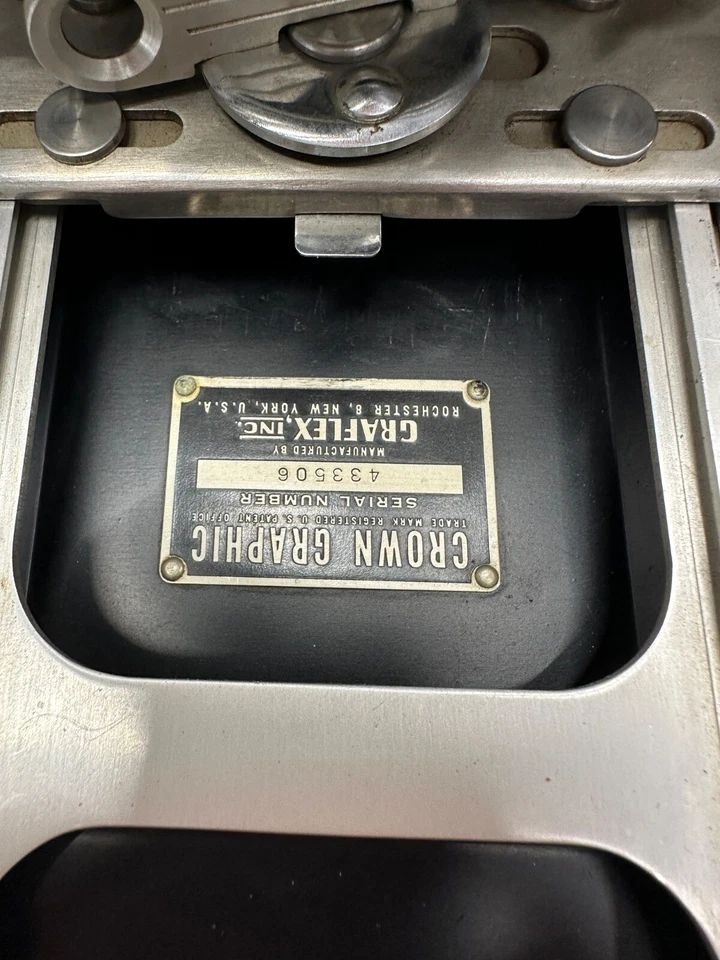 CROWN GRAPHIC
TRADE MARK REGISTERED U.S. PATENT OFFICE
SERIAL NUMBER
433506
MANUFACTURED BY
GRAFLEX, INC.
ROCHESTER 8, NEW YORK, U.S.A.